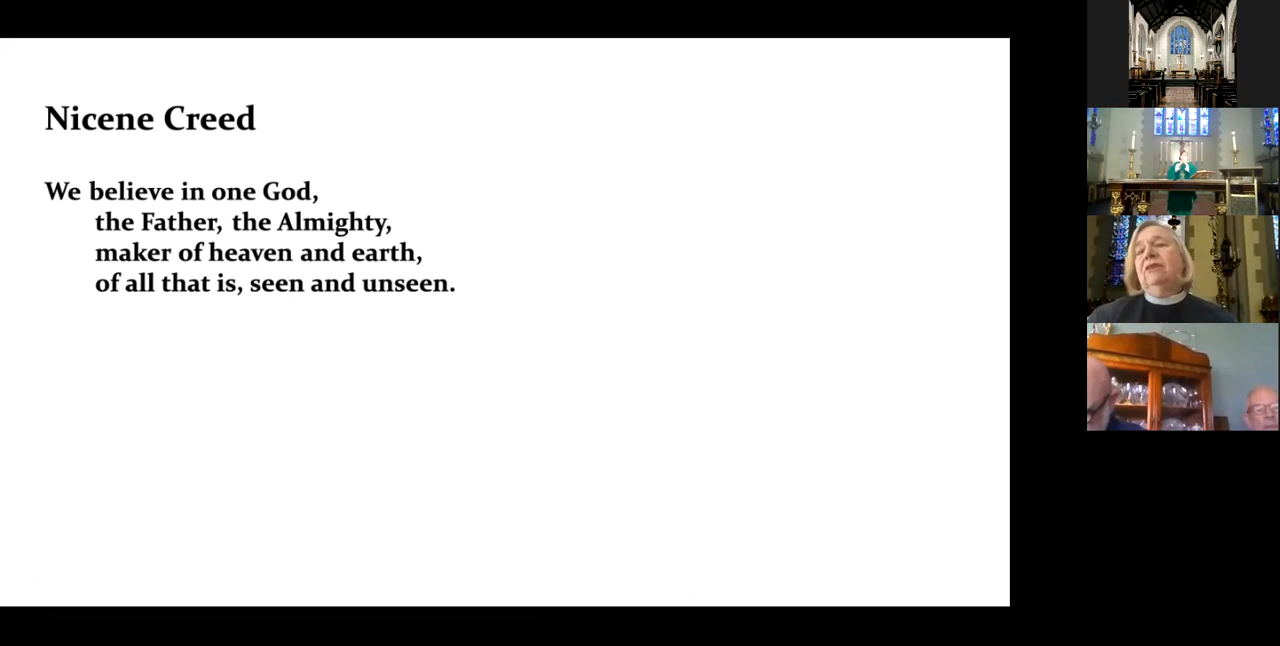 Nicene Creed
We believe in one God,
the Father, the Almighty,
maker of heaven and earth,
of all that is, seen and unseen.